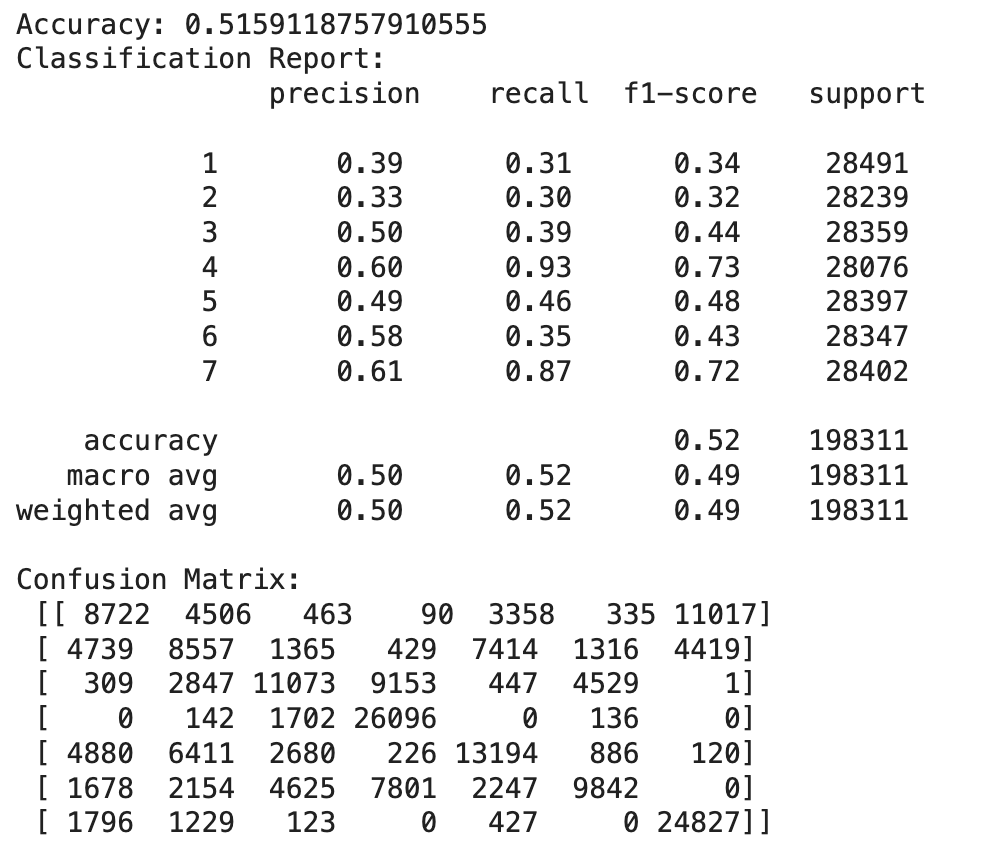 Accuracy: 0.5159118757910555
Classification Report:
              precision    recall  f1-score   support

           1       0.39      0.31      0.34     28491
           2       0.33      0.30      0.32     28239
           3       0.50      0.39      0.44     28359
           4       0.60      0.93      0.73     28076
           5       0.49      0.46      0.48     28397
           6       0.58      0.35      0.43     28347
           7       0.61      0.87      0.72     28402

    accuracy                           0.52    198311
   macro avg       0.50      0.52      0.49    198311
weighted avg       0.50      0.52      0.49    198311

Confusion Matrix:
 [[ 8722  4506   463    90  3358   335 11017]
 [ 4739  8557  1365   429  7414  1316  4419]
 [  309  2847 11073  9153   447  4529     1]
 [    0   142  1702 26096     0   136     0]
 [ 4880  6411  2680   226 13194   886   120]
 [ 1678  2154  4625  7801  2247  9842     0]
 [ 1796  1229   123     0   427     0 24827]]